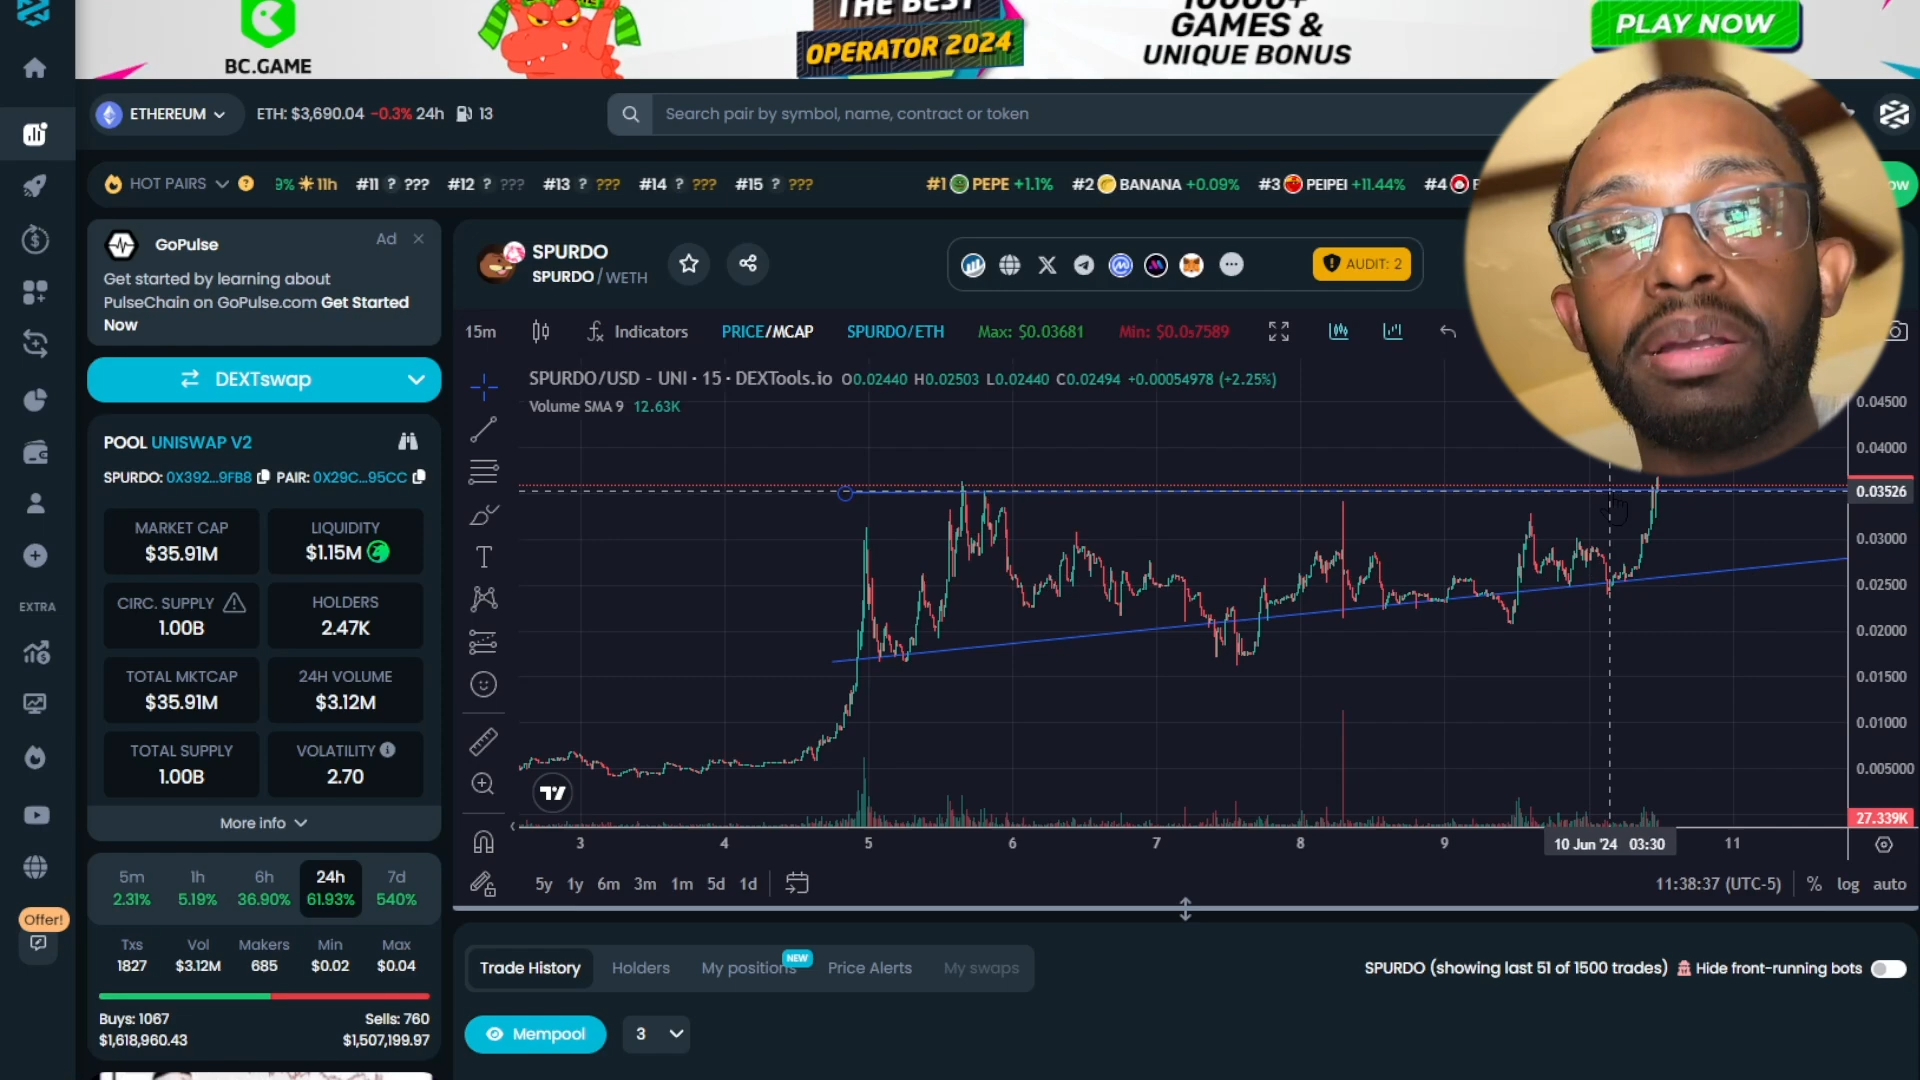 THE BEST
OPERATOR 2024
10000+
GAMES &
UNIQUE BONUS
PLAY NOW
BC.GAME
ETHEREUM
ETH: $3,690.04 -0.3% 24h 13
Search pair by symbol, name, contract or token
HOT PAIRS ? 9% 11h #11 ? ??? #12 ? ??? #13 ? ??? #14 ? ??? #15 ? ??? #1 PEPE +1.1% #2 BANANA +0.09% #3 PEIPEI +11.44% #4
GoPulse
Ad
Get started by learning about
PulseChain on GoPulse.com Get Started
Now
DEXTswap
POOL UNISWAP V2
SPURDO: 0X392...9FB8 PAIR: 0X29C...95CC
MARKET CAP
$35.91M
LIQUIDITY
$1.15M
CIRC. SUPPLY
1.00B
HOLDERS
2.47K
TOTAL MKTCAP
$35.91M
24H VOLUME
$3.12M
TOTAL SUPPLY
1.00B
VOLATILITY
2.70
More info
5m 1h 6h 24h 7d
2.31% 5.19% 36.90% 61.93% 540%
Txs Vol Makers Min Max
1827 $3.12M 685 $0.02 $0.04
Buys: 1067 Sells: 760
$1,618,960.43 $1,507,199.97
EXTRA
Offer!
SPURDO
SPURDO / WETH
AUDIT: 2
15m Indicators PRICE/MCAP SPURDO/ETH Max: $0.03681 Min: $0.0₅7589
SPURDO/USD - UNI · 15 · DEXTools.io O0.02440 H0.02503 L0.02440 C0.02494 +0.00054978 (+2.25%)
Volume SMA 9 12.63K
0.04500
0.04000
0.03526
0.03000
0.02500
0.02000
0.01500
0.01000
0.005000
27.339K
3 4 5 6 7 8 9 10 Jun '24 03:30 11
5y 1y 6m 3m 1m 5d 1d
11:38:37 (UTC-5) % log auto
Trade History Holders My positions NEW Price Alerts My swaps
SPURDO (showing last 51 of 1500 trades) Hide front-running bots
Mempool 3